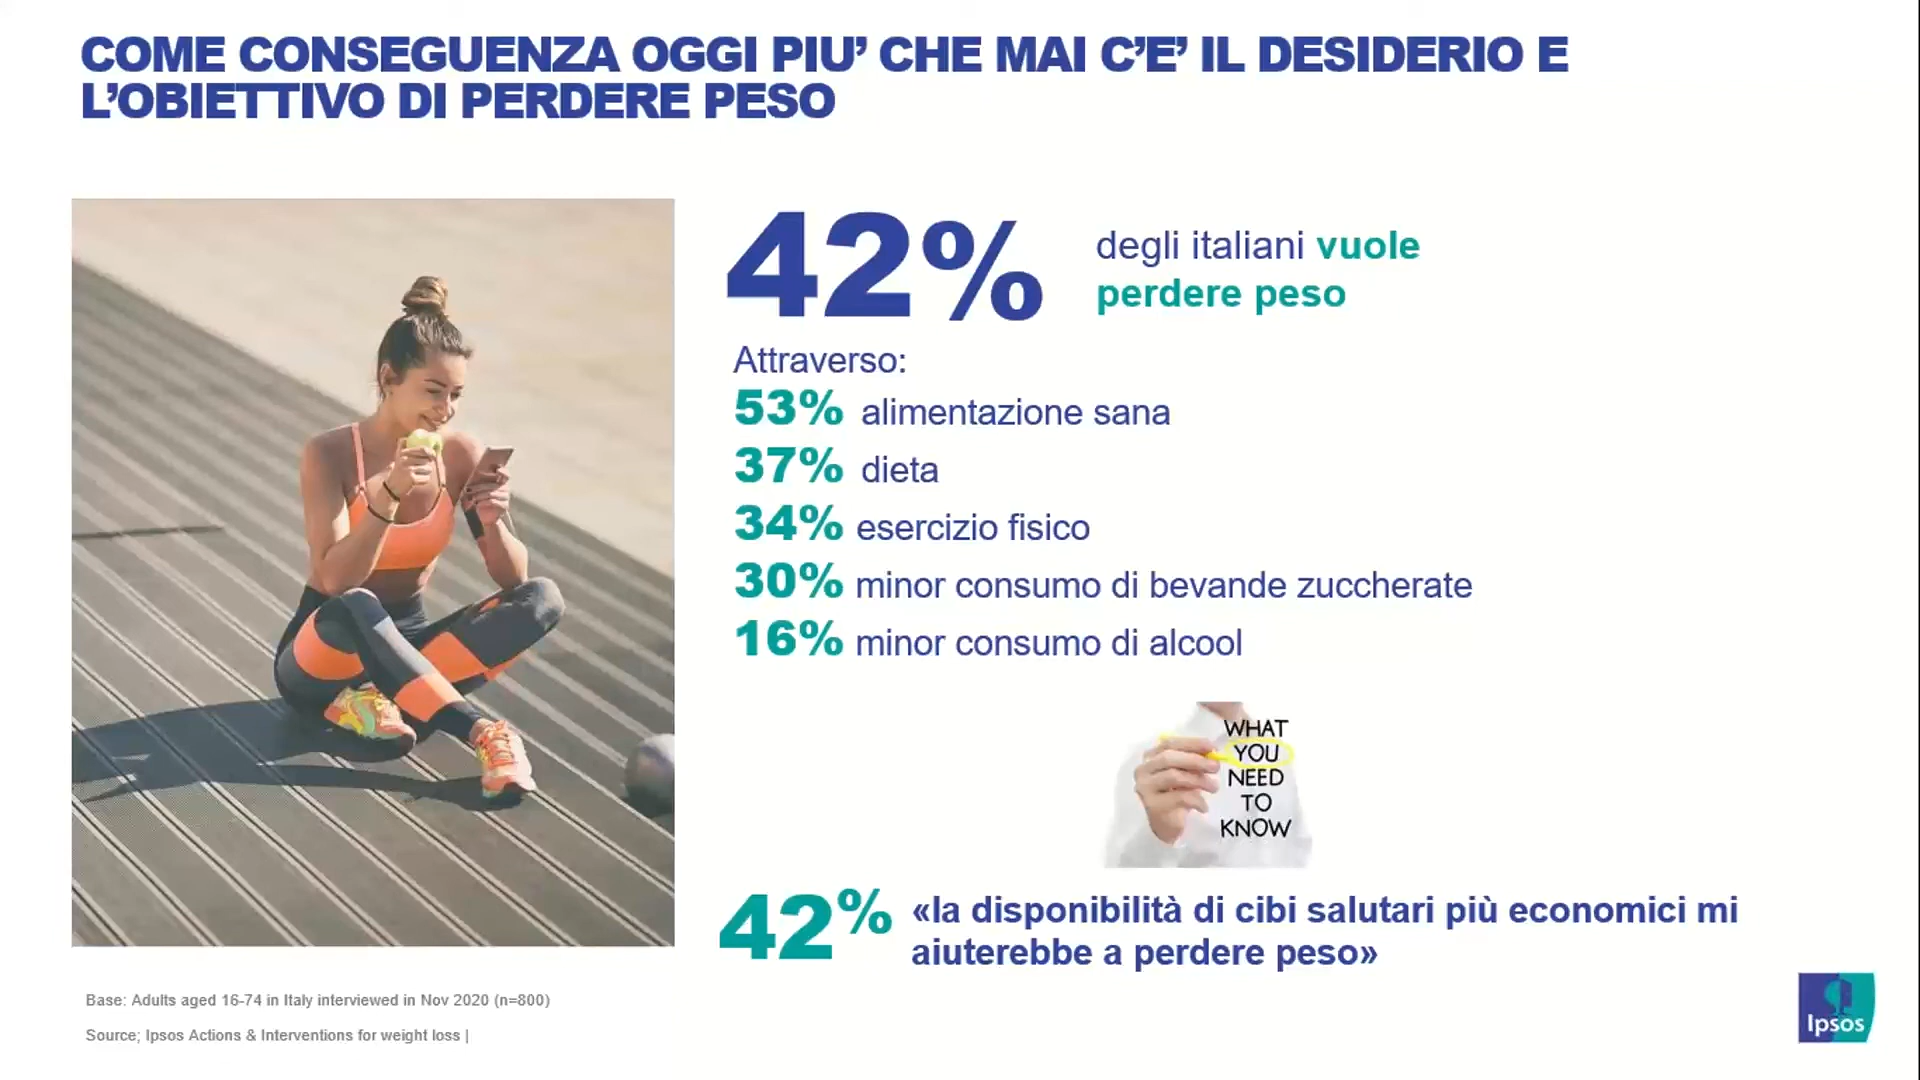 COME CONSEGUENZA OGGI PIU’ CHE MAI C’E’ IL DESIDERIO E
L’OBIETTIVO DI PERDERE PESO
42% degli italiani vuole
perdere peso
Attraverso:
53% alimentazione sana
37% dieta
34% esercizio fisico
30% minor consumo di bevande zuccherate
16% minor consumo di alcool
WHAT
YOU
NEED
TO
KNOW
42% «la disponibilità di cibi salutari più economici mi
aiuterebbe a perdere peso»
Base: Adults aged 16-74 in Italy interviewed in Nov 2020 (n=800)
Source; Ipsos Actions & Interventions for weight loss |
Ipsos